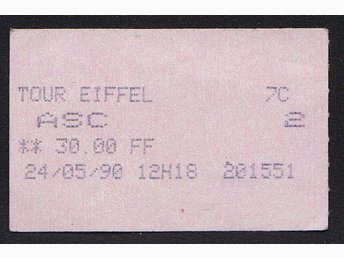 TOUR EIFFEL 7C
ASC 2
** 30.00 FF
24/05/90 12H18 201551